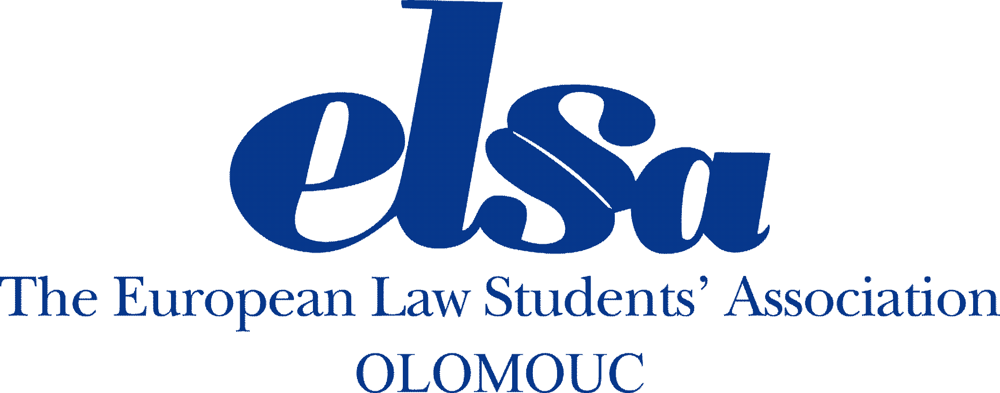 elsa
The European Law Students’ Association
OLOMOUC